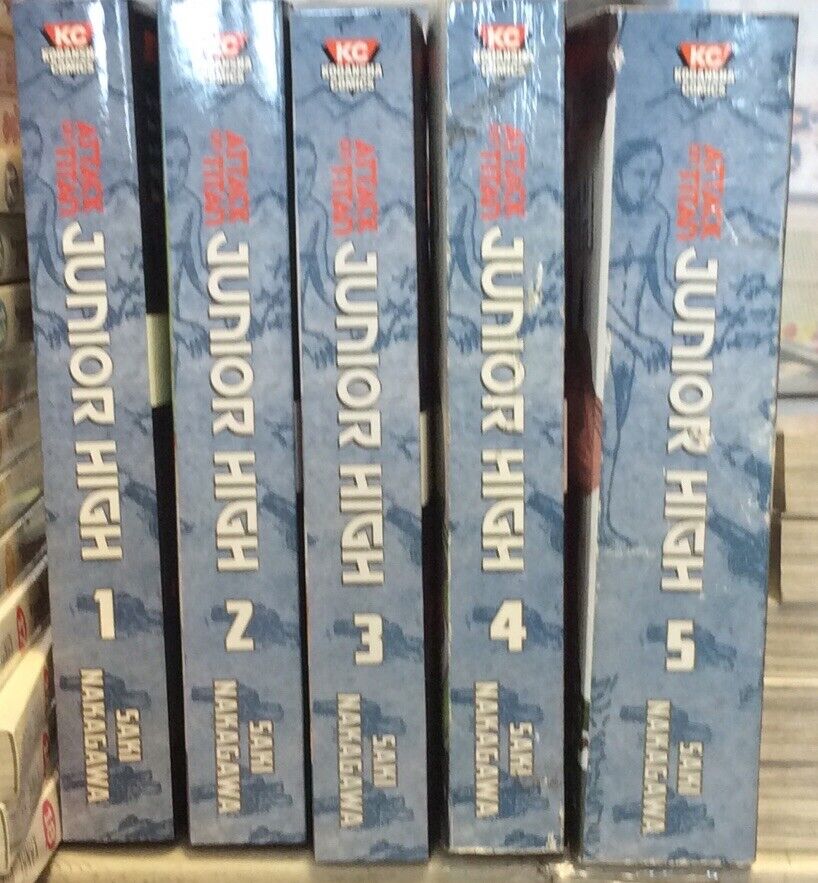 KC
KODANSHA
COMICS
ATTACK
ON TITAN
JUNIOR HIGH
1
SAKI
NAKAGAWA
KC
KODANSHA
COMICS
ATTACK
ON TITAN
JUNIOR HIGH
2
SAKI
NAKAGAWA
KC
KODANSHA
COMICS
ATTACK
ON TITAN
JUNIOR HIGH
3
SAKI
NAKAGAWA
KC
KODANSHA
COMICS
ATTACK
ON TITAN
JUNIOR HIGH
4
SAKI
NAKAGAWA
KC
KODANSHA
COMICS
ATTACK
ON TITAN
JUNIOR HIGH
5
SAKI
NAKAGAWA